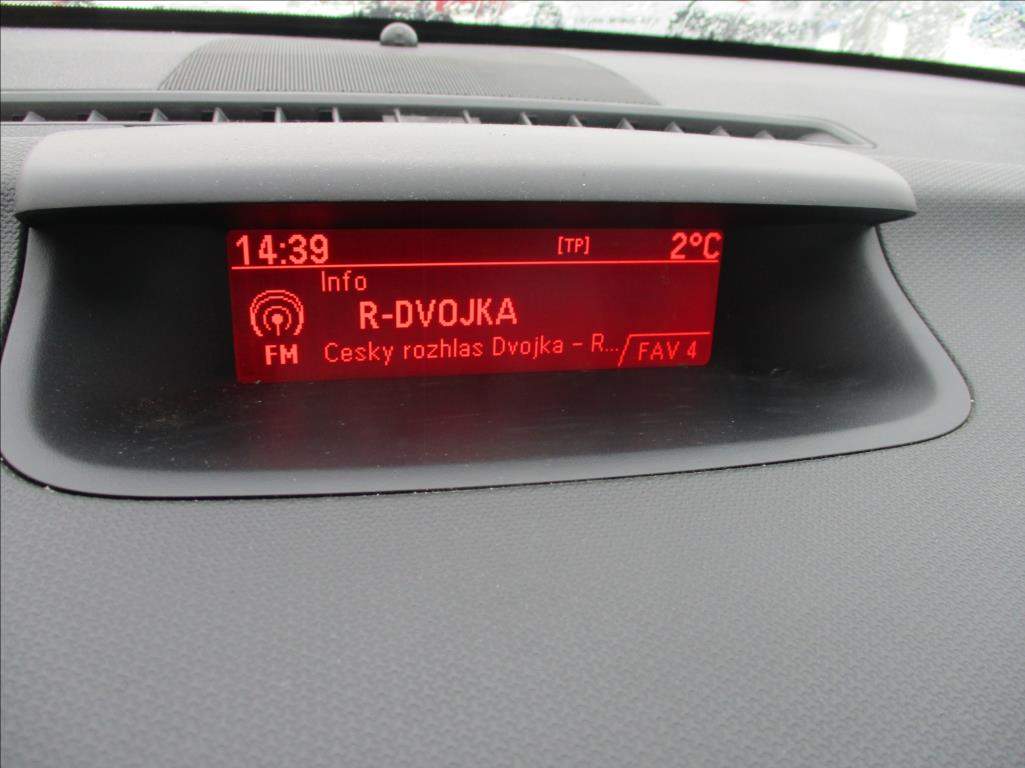 14:39 [TP] 2°C
Info
R-DVOJKA
FM Cesky rozhlas Dvojka - R... FAV 4